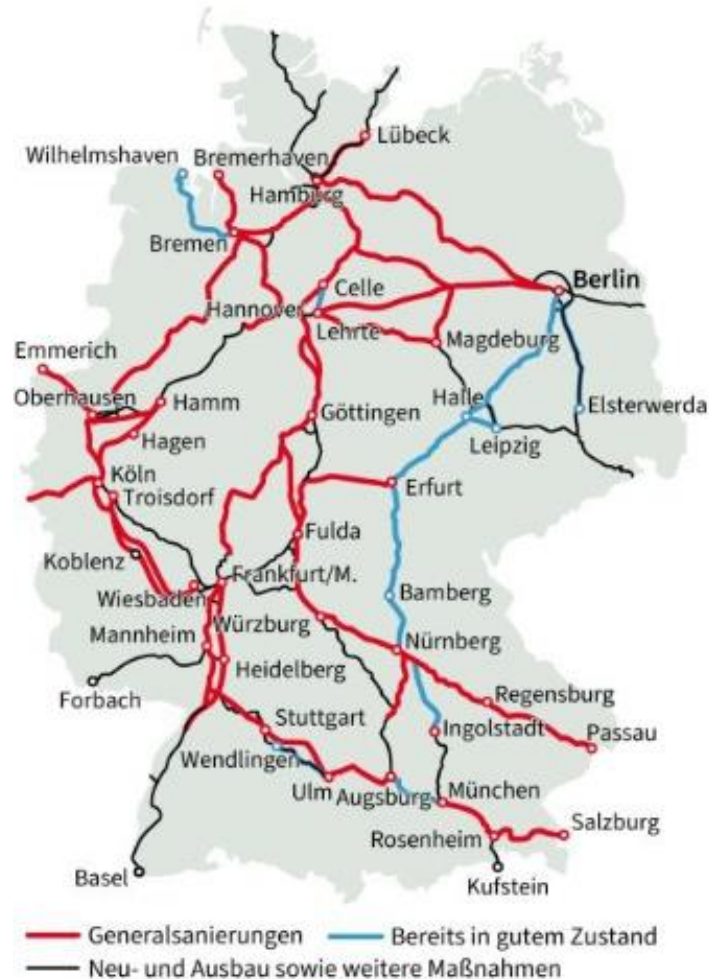 Lübeck
Wilhelmshaven
Bremerhaven
Hamburg
Bremen
Berlin
Celle
Hannover
Lehrte
Magdeburg
Emmerich
Oberhausen
Hamm
Göttingen
Halle
Elsterwerda
Hagen
Leipzig
Köln
Troisdorf
Erfurt
Fulda
Koblenz
Frankfurt/M.
Wiesbaden
Bamberg
Würzburg
Mannheim
Nürnberg
Heidelberg
Forbach
Regensburg
Stuttgart
Ingolstadt
Passau
Wendlingen
Ulm
Augsburg
München
Salzburg
Rosenheim
Basel
Kufstein
Generalsanierungen
Bereits in gutem Zustand
Neu- und Ausbau sowie weitere Maßnahmen